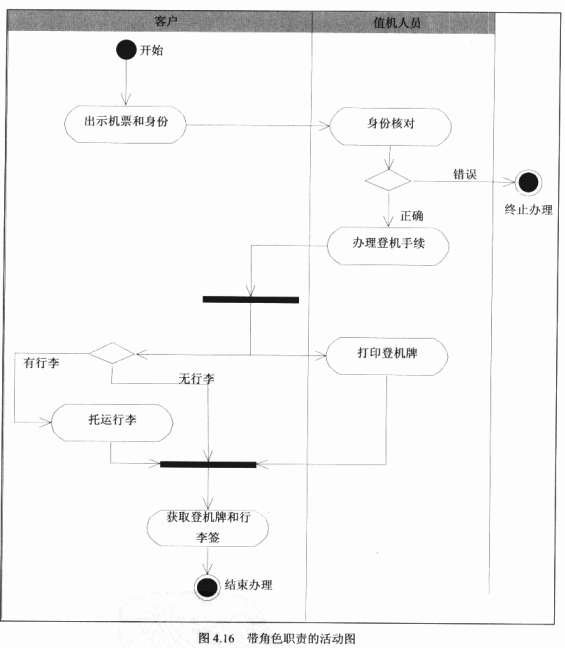 客户
值机人员
开始
出示机票和身份
身份核对
错误
终止办理
正确
办理登机手续
有行李
无行李
打印登机牌
托运行李
获取登机牌和行
李签
结束办理
图 4.16 带角色职责的活动图